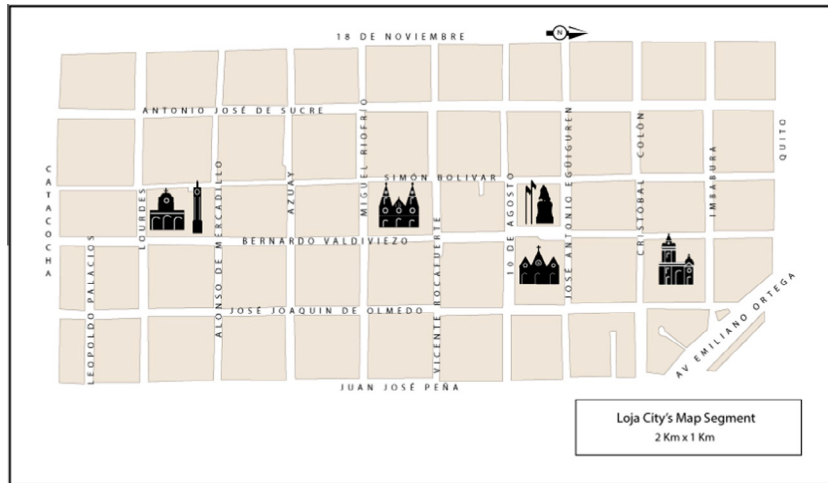 18 DE NOVIEMBRE
N
ANTONIO JOSÉ DE SUCRE
SIMÓN BOLIVAR
BERNARDO VALDIVIEZO
JOSÉ JOAQUIN DE OLMEDO
JUAN JOSÉ PEÑA
CATACOCHA
LEOPOLDO PALACIOS
LOURDES
ALONSO DE MERCADILLO
AZUAY
MIGUEL RIOFRIO
VICENTE ROCAFUERTE
10 DE AGOSTO
JOSÉ ANTONIO EGUIGUREN
CRISTÓBAL COLÓN
IMBABURA
QUITO
AV EMILIANO ORTEGA
Loja City's Map Segment
2 Km x 1 Km